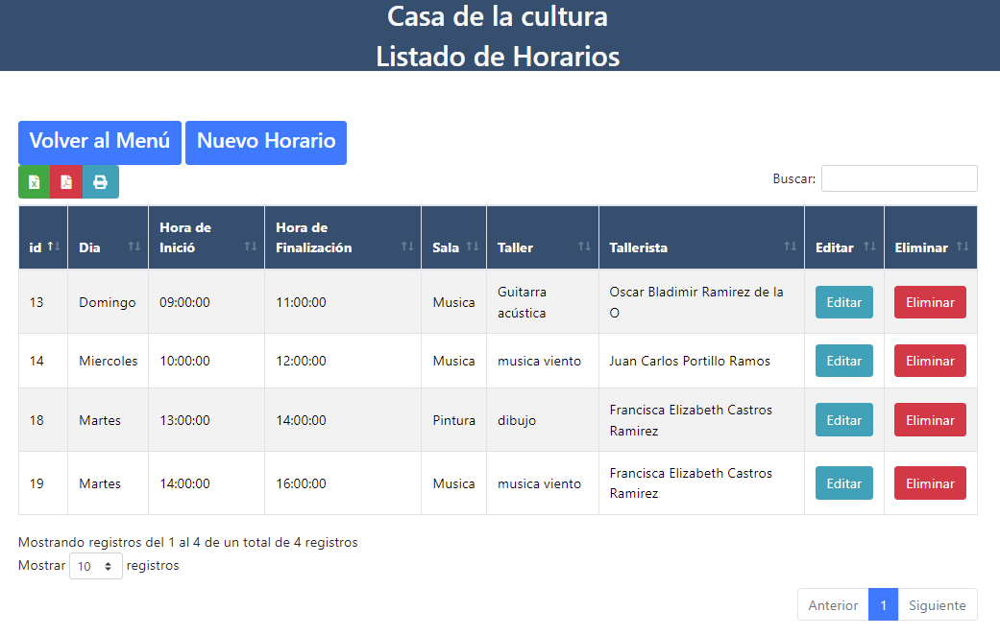 Casa de la cultura
Listado de Horarios
Volver al Menú Nuevo Horario
Buscar:
id Dia Hora de Inició Hora de Finalización Sala Taller Tallerista Editar Eliminar
13 Domingo 09:00:00 11:00:00 Musica Guitarra acústica Oscar Bladimir Ramirez de la O Editar Eliminar
14 Miercoles 10:00:00 12:00:00 Musica musica viento Juan Carlos Portillo Ramos Editar Eliminar
18 Martes 13:00:00 14:00:00 Pintura dibujo Francisca Elizabeth Castros Ramirez Editar Eliminar
19 Martes 14:00:00 16:00:00 Musica musica viento Francisca Elizabeth Castros Ramirez Editar Eliminar
Mostrando registros del 1 al 4 de un total de 4 registros
Mostrar 10 registros
Anterior 1 Siguiente